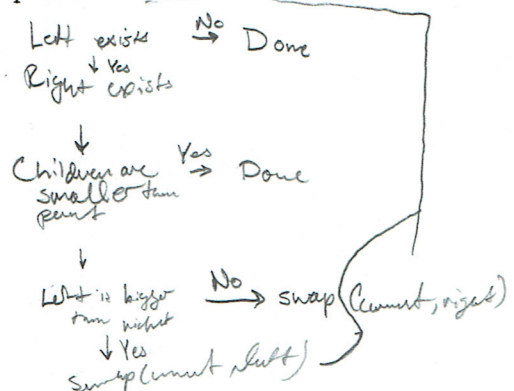 Left exists No Done
Yes
Right exists
Children are Yes Done
smaller than
parent
Left is bigger No swap (current, right)
than right
Yes
Swap (current, left)